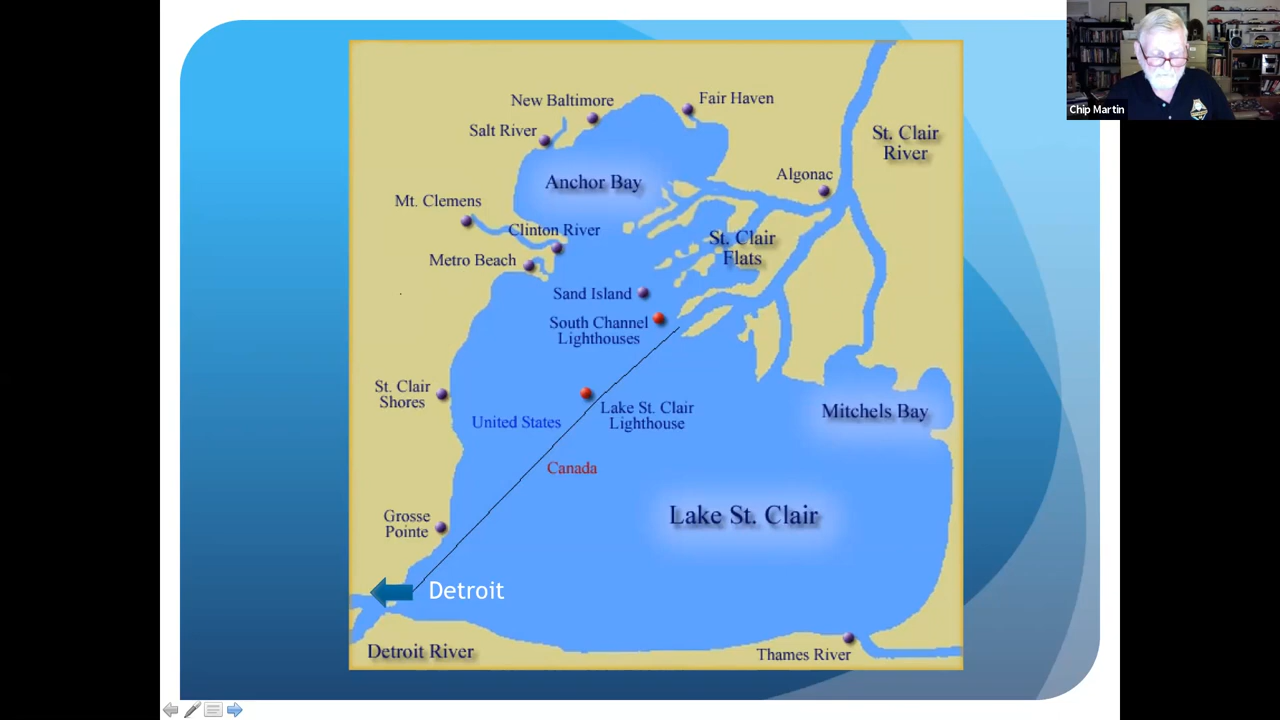 Chip Martin
New Baltimore
Fair Haven
Salt River
St. Clair
River
Anchor Bay
Algonac
Mt. Clemens
Clinton River
St. Clair
Flats
Metro Beach
Sand Island
South Channel
Lighthouses
St. Clair
Shores
Lake St. Clair
Lighthouse
Mitchels Bay
United States
Canada
Lake St. Clair
Grosse
Pointe
Detroit
Detroit River
Thames River